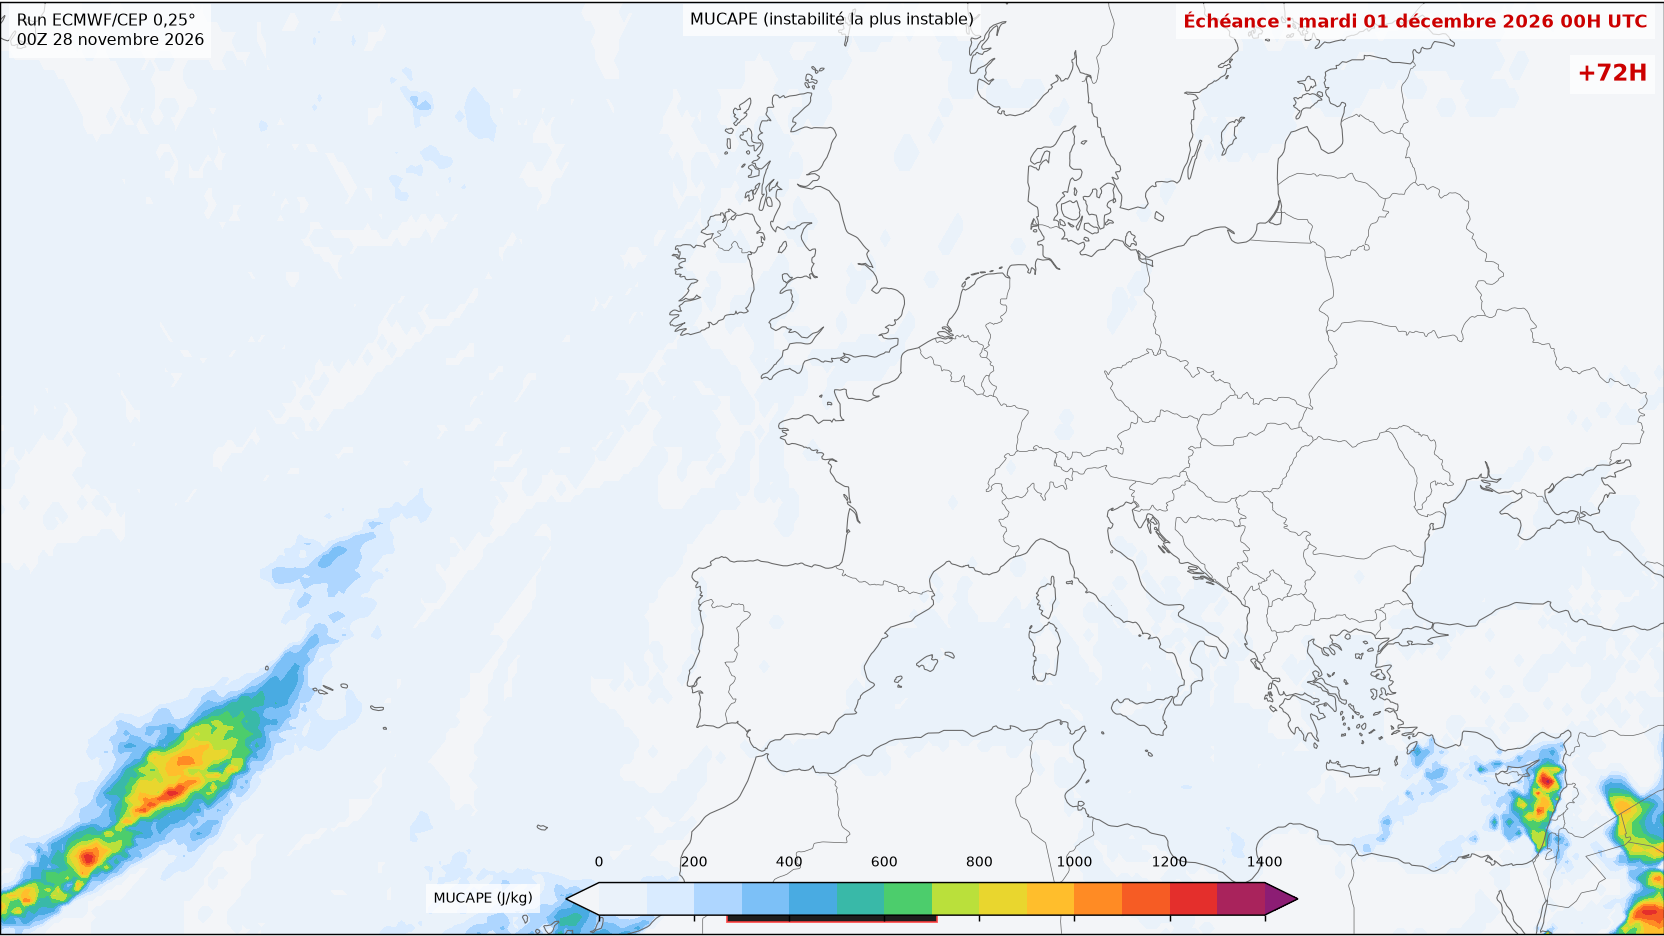 Run ECMWF/CEP 0,25°
00Z 28 novembre 2026
MUCAPE (instabilité la plus instable)
Échéance : mardi 01 décembre 2026 00H UTC
+72H
0 200 400 600 800 1000 1200 1400
MUCAPE (J/kg)